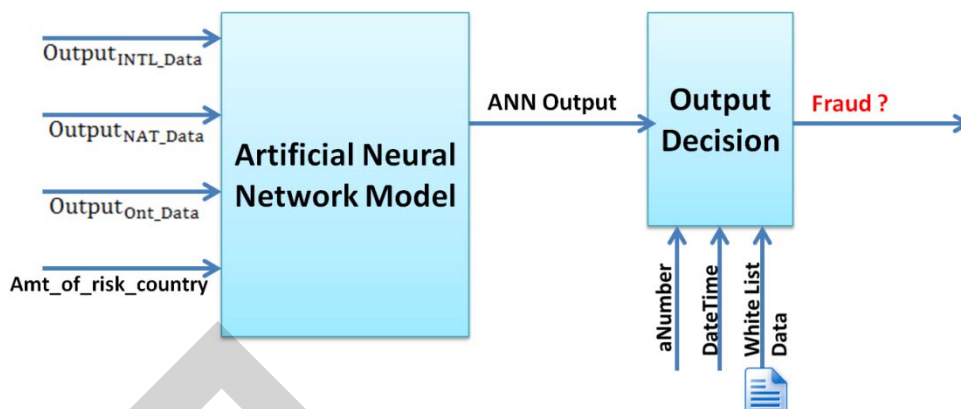 Output_INTL_Data
Output_NAT_Data
Output_Ont_Data
Amt_of_risk_country
Artificial Neural
Network Model
ANN Output
Output
Decision
Fraud ?
aNumber
DateTime
White List
Data